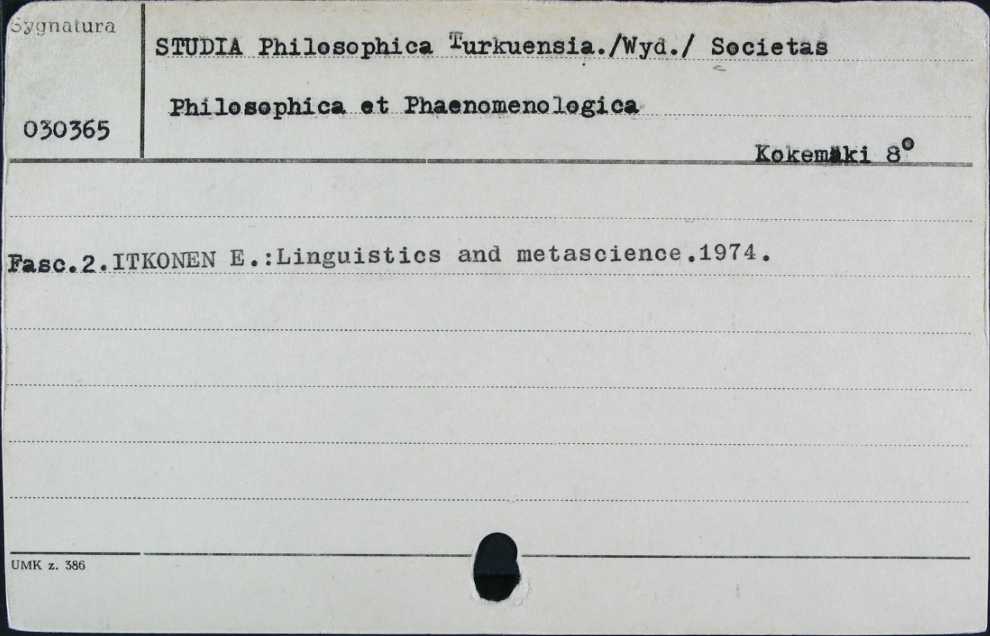 Sygnatura
STUDIA Philosophica Turkuensia./Wyd./ Societas
Philosophica et Phaenomenologica
030365
Kokemäki 8°
Fasc.2.ITKONEN E.:Linguistics and metascience.1974.
UMK z. 386